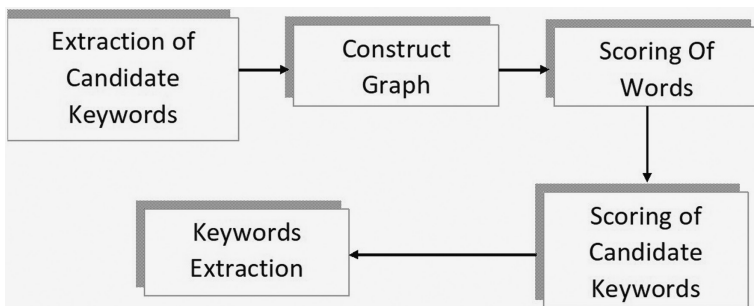 Extraction of
Candidate
Keywords
Construct
Graph
Scoring Of
Words
Scoring of
Candidate
Keywords
Keywords
Extraction